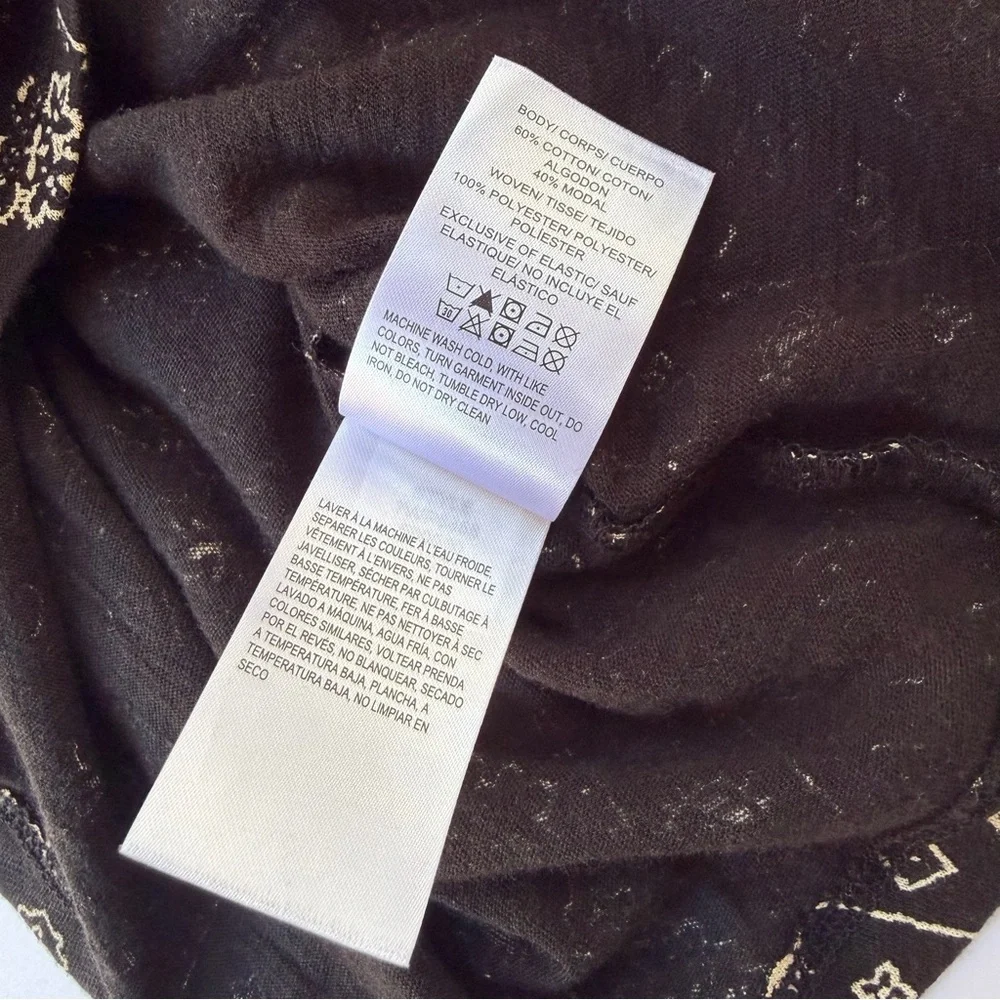 BODY/ CORPS/ CUERPO
60% COTTON/ COTON/
ALGODON
40% MODAL
WOVEN/ TISSE/ TEJIDO
100% POLYESTER/ POLYESTER/
POLÍESTER
EXCLUSIVE OF ELASTIC/ SAUF
ELASTIQUE/ NO INCLUYE EL
ELÁSTICO
30
MACHINE WASH COLD, WITH LIKE
COLORS, TURN GARMENT INSIDE OUT, DO
NOT BLEACH, TUMBLE DRY LOW, COOL
IRON, DO NOT DRY CLEAN
LAVER À LA MACHINE À L'EAU FROIDE,
SEPARER LES COULEURS, TOURNER LE
VÊTEMENT À L'ENVERS, NE PAS
JAVELLISER, SÉCHER PAR CULBUTAGE À
BASSE TEMPÉRATURE, FER À BASSE
TEMPÉRATURE, NE PAS NETTOYER À SEC
LAVADO A MÁQUINA, AGUA FRÍA, CON
COLORES SIMILARES, VOLTEAR PRENDA
POR EL REVÉS, NO BLANQUEAR, SECADO
A TEMPERATURA BAJA, PLANCHA, A
TEMPERATURA BAJA, NO LIMPIAR EN
SECO